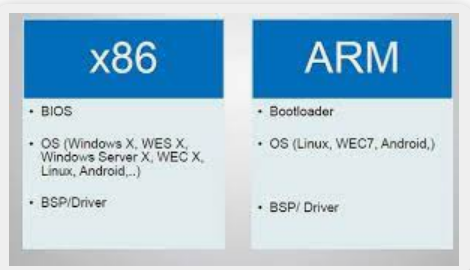 x86
• BIOS
• OS (Windows X, WES X,
Windows Server X, WEC X,
Linux, Android,..)
• BSP/Driver
ARM
• Bootloader
• OS (Linux, WEC7, Android,)
• BSP/ Driver